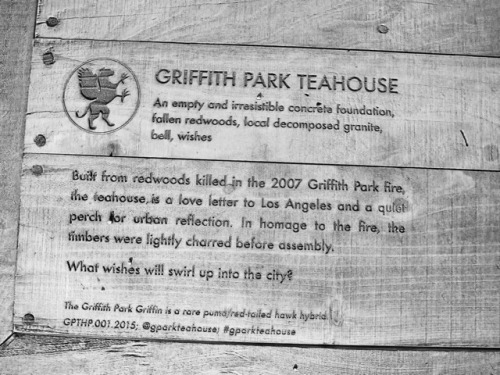 GRIFFITH PARK TEAHOUSE
An empty and irresistible concrete foundation,
fallen redwoods, local decomposed granite,
bell, wishes
Built from redwoods killed in the 2007 Griffith Park fire,
the teahouse is a love letter to Los Angeles and a quiet
perch for urban reflection. In homage to the fire, the
timbers were lightly charred before assembly.
What wishes will swirl up into the city?
The Griffith Park Griffin is a rare puma/red-tailed hawk hybrid.
GPTHP.001.2015; @gparkteahouse; #gparkteahouse